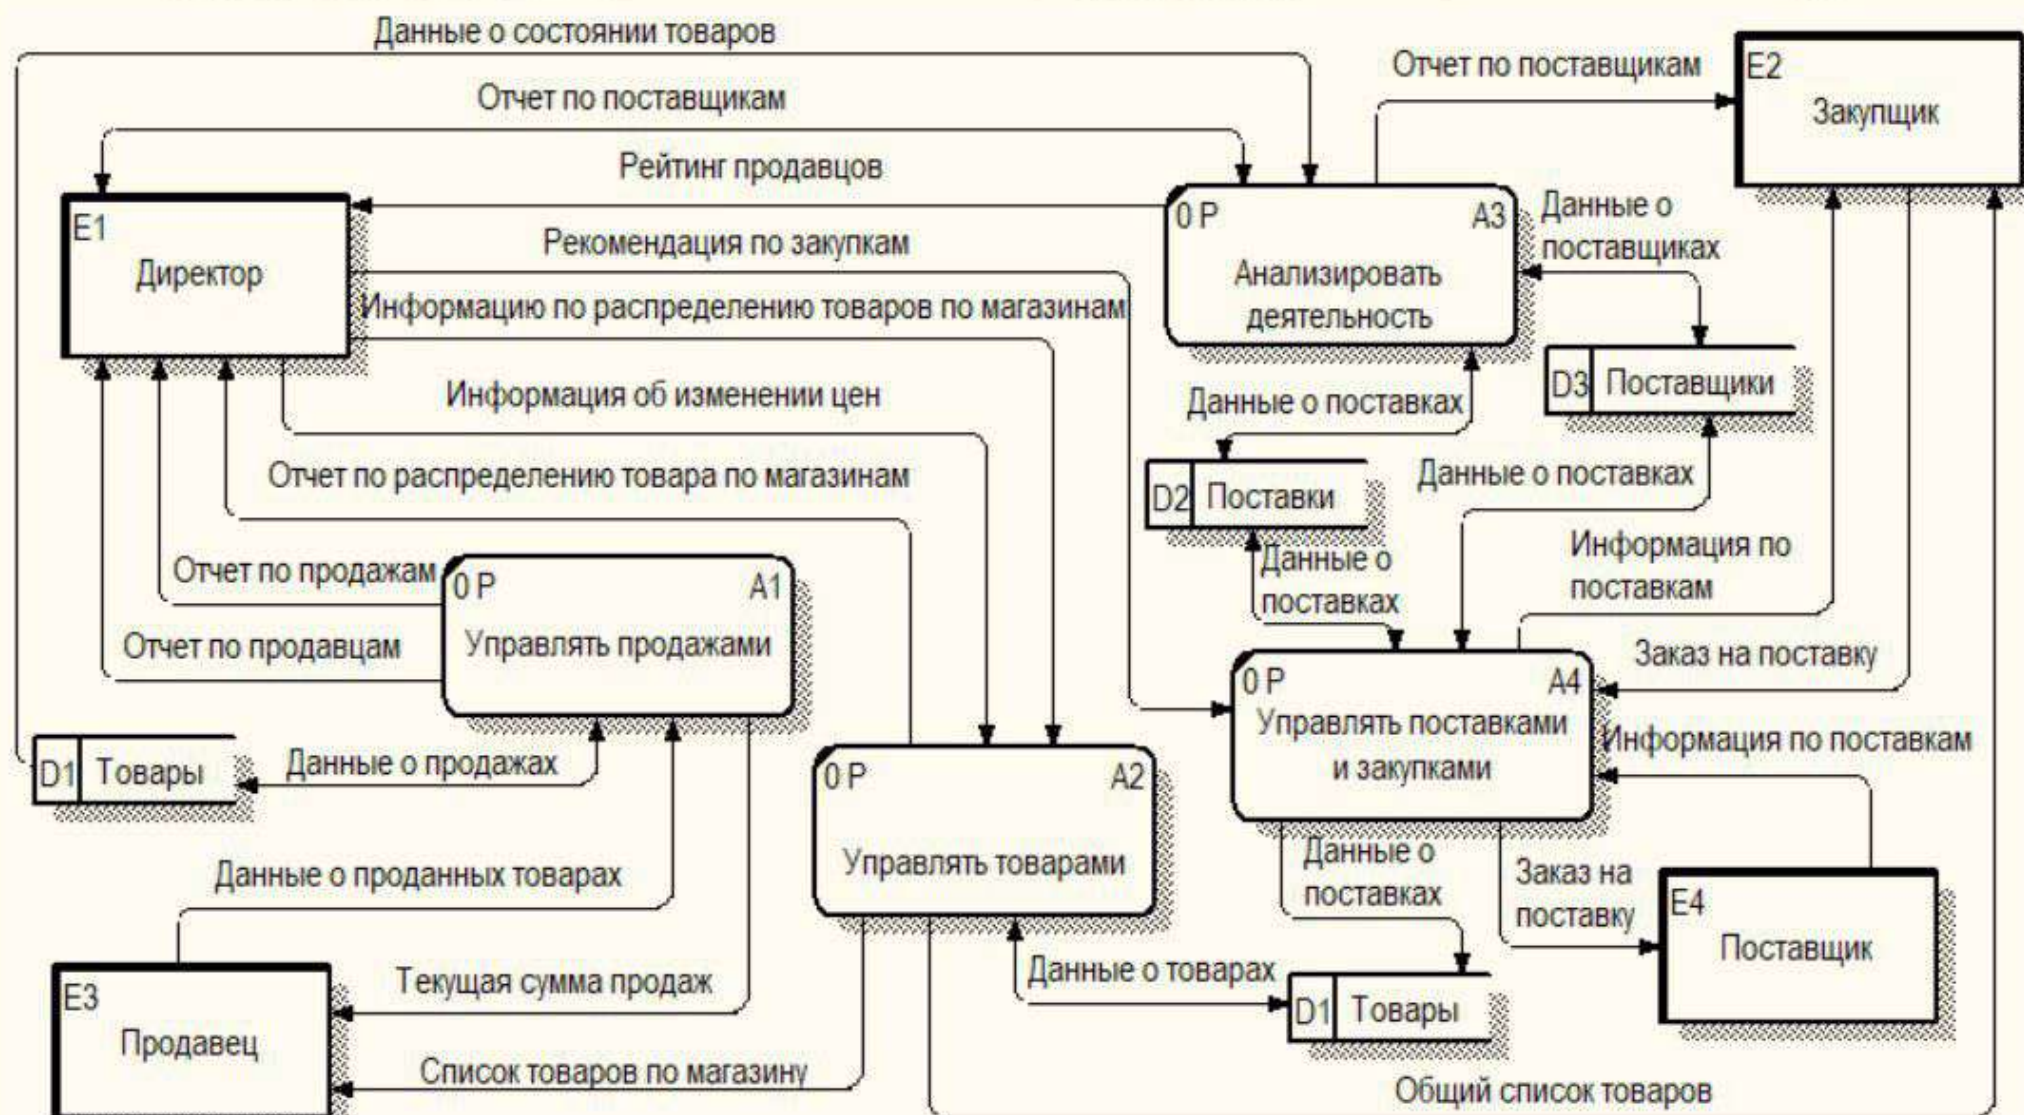 Данные о состоянии товаров
Отчет по поставщикам
E2
Закупщик
Отчет по поставщикам
Рейтинг продавцов
E1
Директор
0 P
A3
Анализировать
деятельность
Данные о
поставщиках
Рекомендация по закупкам
Информацию по распределению товаров по магазинам
D3
Поставщики
Информация об изменении цен
Данные о поставках
Отчет по распределению товара по магазинам
D2
Поставки
Данные о поставках
Отчет по продажам
0 P
A1
Управлять продажами
Данные о
поставках
Информация по
поставкам
Отчет по продавцам
Заказ на поставку
0 P
A4
Управлять поставками
и закупками
D1
Товары
Данные о продажах
0 P
A2
Управлять товарами
Информация по поставкам
Данные о проданных товарах
Данные о
поставках
Заказ на
поставку
E4
Поставщик
E3
Продавец
Текущая сумма продаж
Данные о товарах
D1
Товары
Список товаров по магазину
Общий список товаров